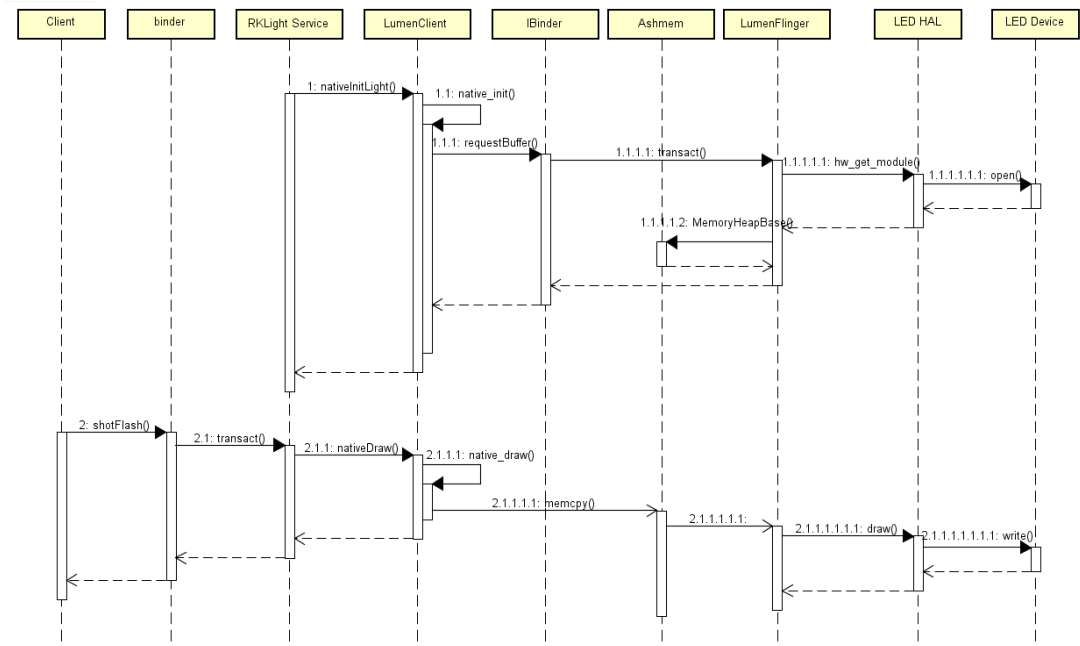 Client
binder
RKLight Service
LumenClient
IBinder
Ashmem
LumenFlinger
LED HAL
LED Device
1: nativeInitLight()
1.1: native_init()
1.1.1: requestBuffer()
1.1.1.1: transact()
1.1.1.1.1: hw_get_module()
1.1.1.1.1.1: open()
1.1.1.1.2: MemoryHeapBase()
2: shotFlash()
2.1: transact()
2.1.1: nativeDraw()
2.1.1.1: native_draw()
2.1.1.1.1: memcpy()
2.1.1.1.1.1:
2.1.1.1.1.1.1: draw()
2.1.1.1.1.1.1.1: write()